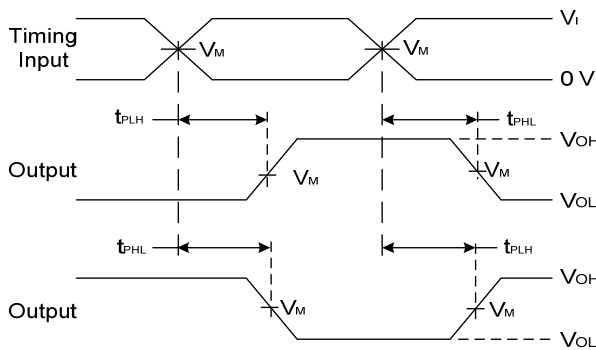 Timing
Input
VM
VM
VI
0 V
tPLH
tPHL
Output
VM
VM
VOH
VOL
tPHL
tPLH
Output
VM
VM
VOH
VOL